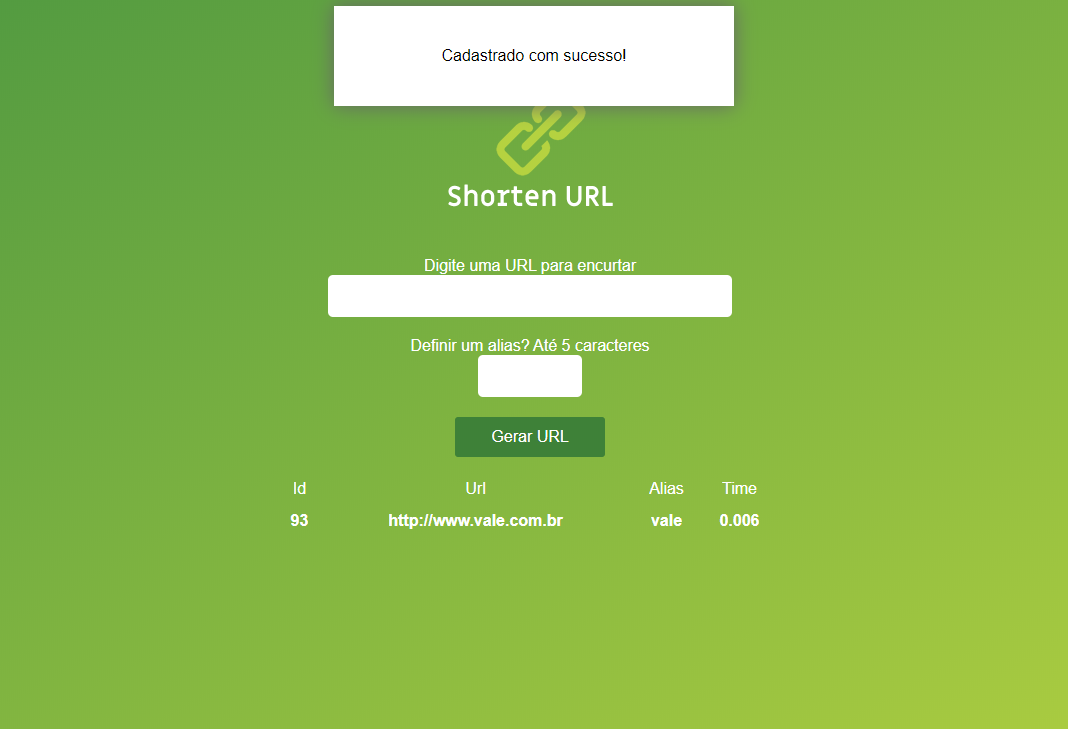 Cadastrado com sucesso!
Shorten URL
Digite uma URL para encurtar
Definir um alias? Até 5 caracteres
Gerar URL
Id Url Alias Time
93 http://www.vale.com.br vale 0.006